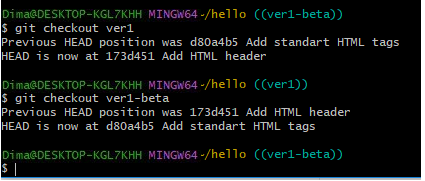 Dima@DESKTOP-KGL7KHH MINGW64 ~/hello ((ver1-beta))
$ git checkout ver1
Previous HEAD position was d80a4b5 Add standart HTML tags
HEAD is now at 173d451 Add HTML header
Dima@DESKTOP-KGL7KHH MINGW64 ~/hello ((ver1))
$ git checkout ver1-beta
Previous HEAD position was 173d451 Add HTML header
HEAD is now at d80a4b5 Add standart HTML tags
Dima@DESKTOP-KGL7KHH MINGW64 ~/hello ((ver1-beta))
$